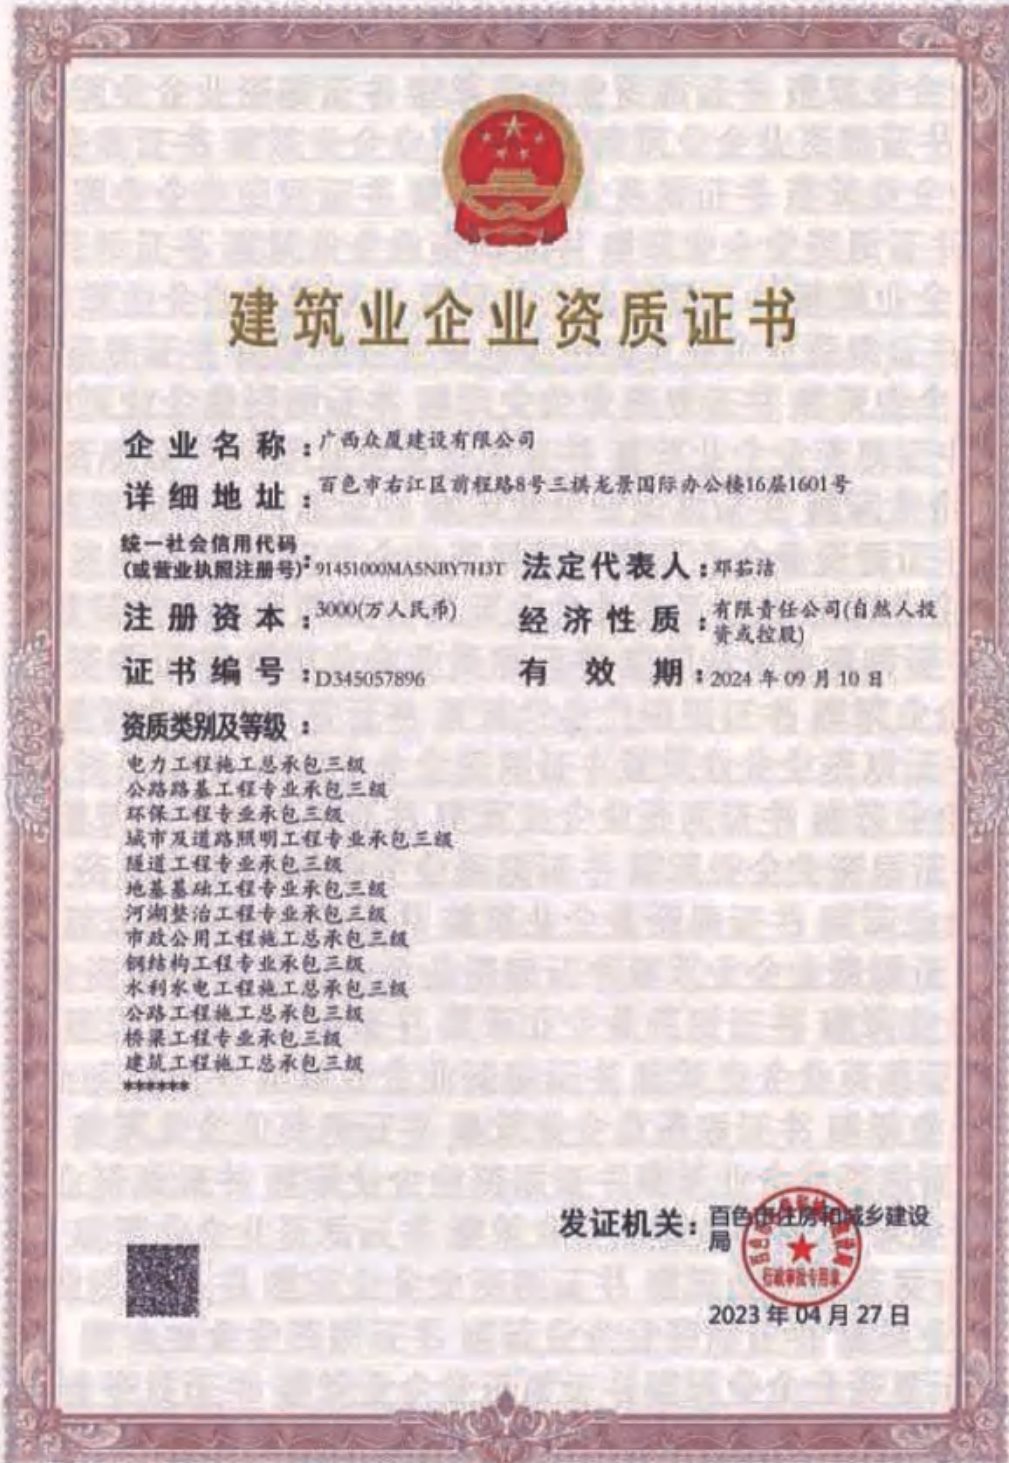 建筑业企业资质证书
企业名称：广西众厦建设有限公司
详细地址：百色市右江区前程路8号三祺龙景国际办公楼16层1601号
统一社会信用代码
(或营业执照注册号)：91451000MA5NBY7H3T 法定代表人：邓茹洁
注册资本：3000(万人民币) 经济性质：有限责任公司(自然人投
资或控股)
证书编号：D345057896 有效期：2024年09月10日
资质类别及等级：
电力工程施工总承包三级
公路路基工程专业承包三级
环保工程专业承包三级
城市及道路照明工程专业承包三级
隧道工程专业承包三级
地基基础工程专业承包三级
河湖整治工程专业承包三级
市政公用工程施工总承包三级
钢结构工程专业承包三级
水利水电工程施工总承包三级
公路工程施工总承包三级
桥梁工程专业承包三级
建筑工程施工总承包三级
******
发证机关：百色市住房和城乡建设
局
行政审批专用章
2023年04月27日